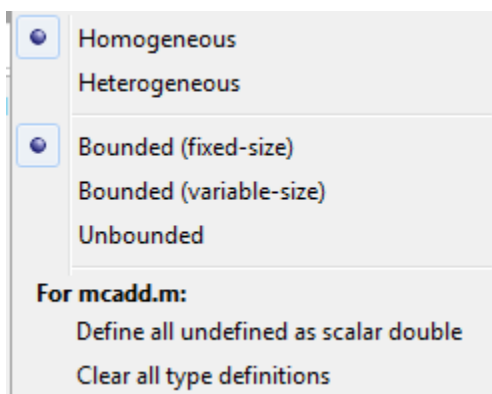 Homogeneous
Heterogeneous
Bounded (fixed-size)
Bounded (variable-size)
Unbounded
For mcadd.m:
Define all undefined as scalar double
Clear all type definitions